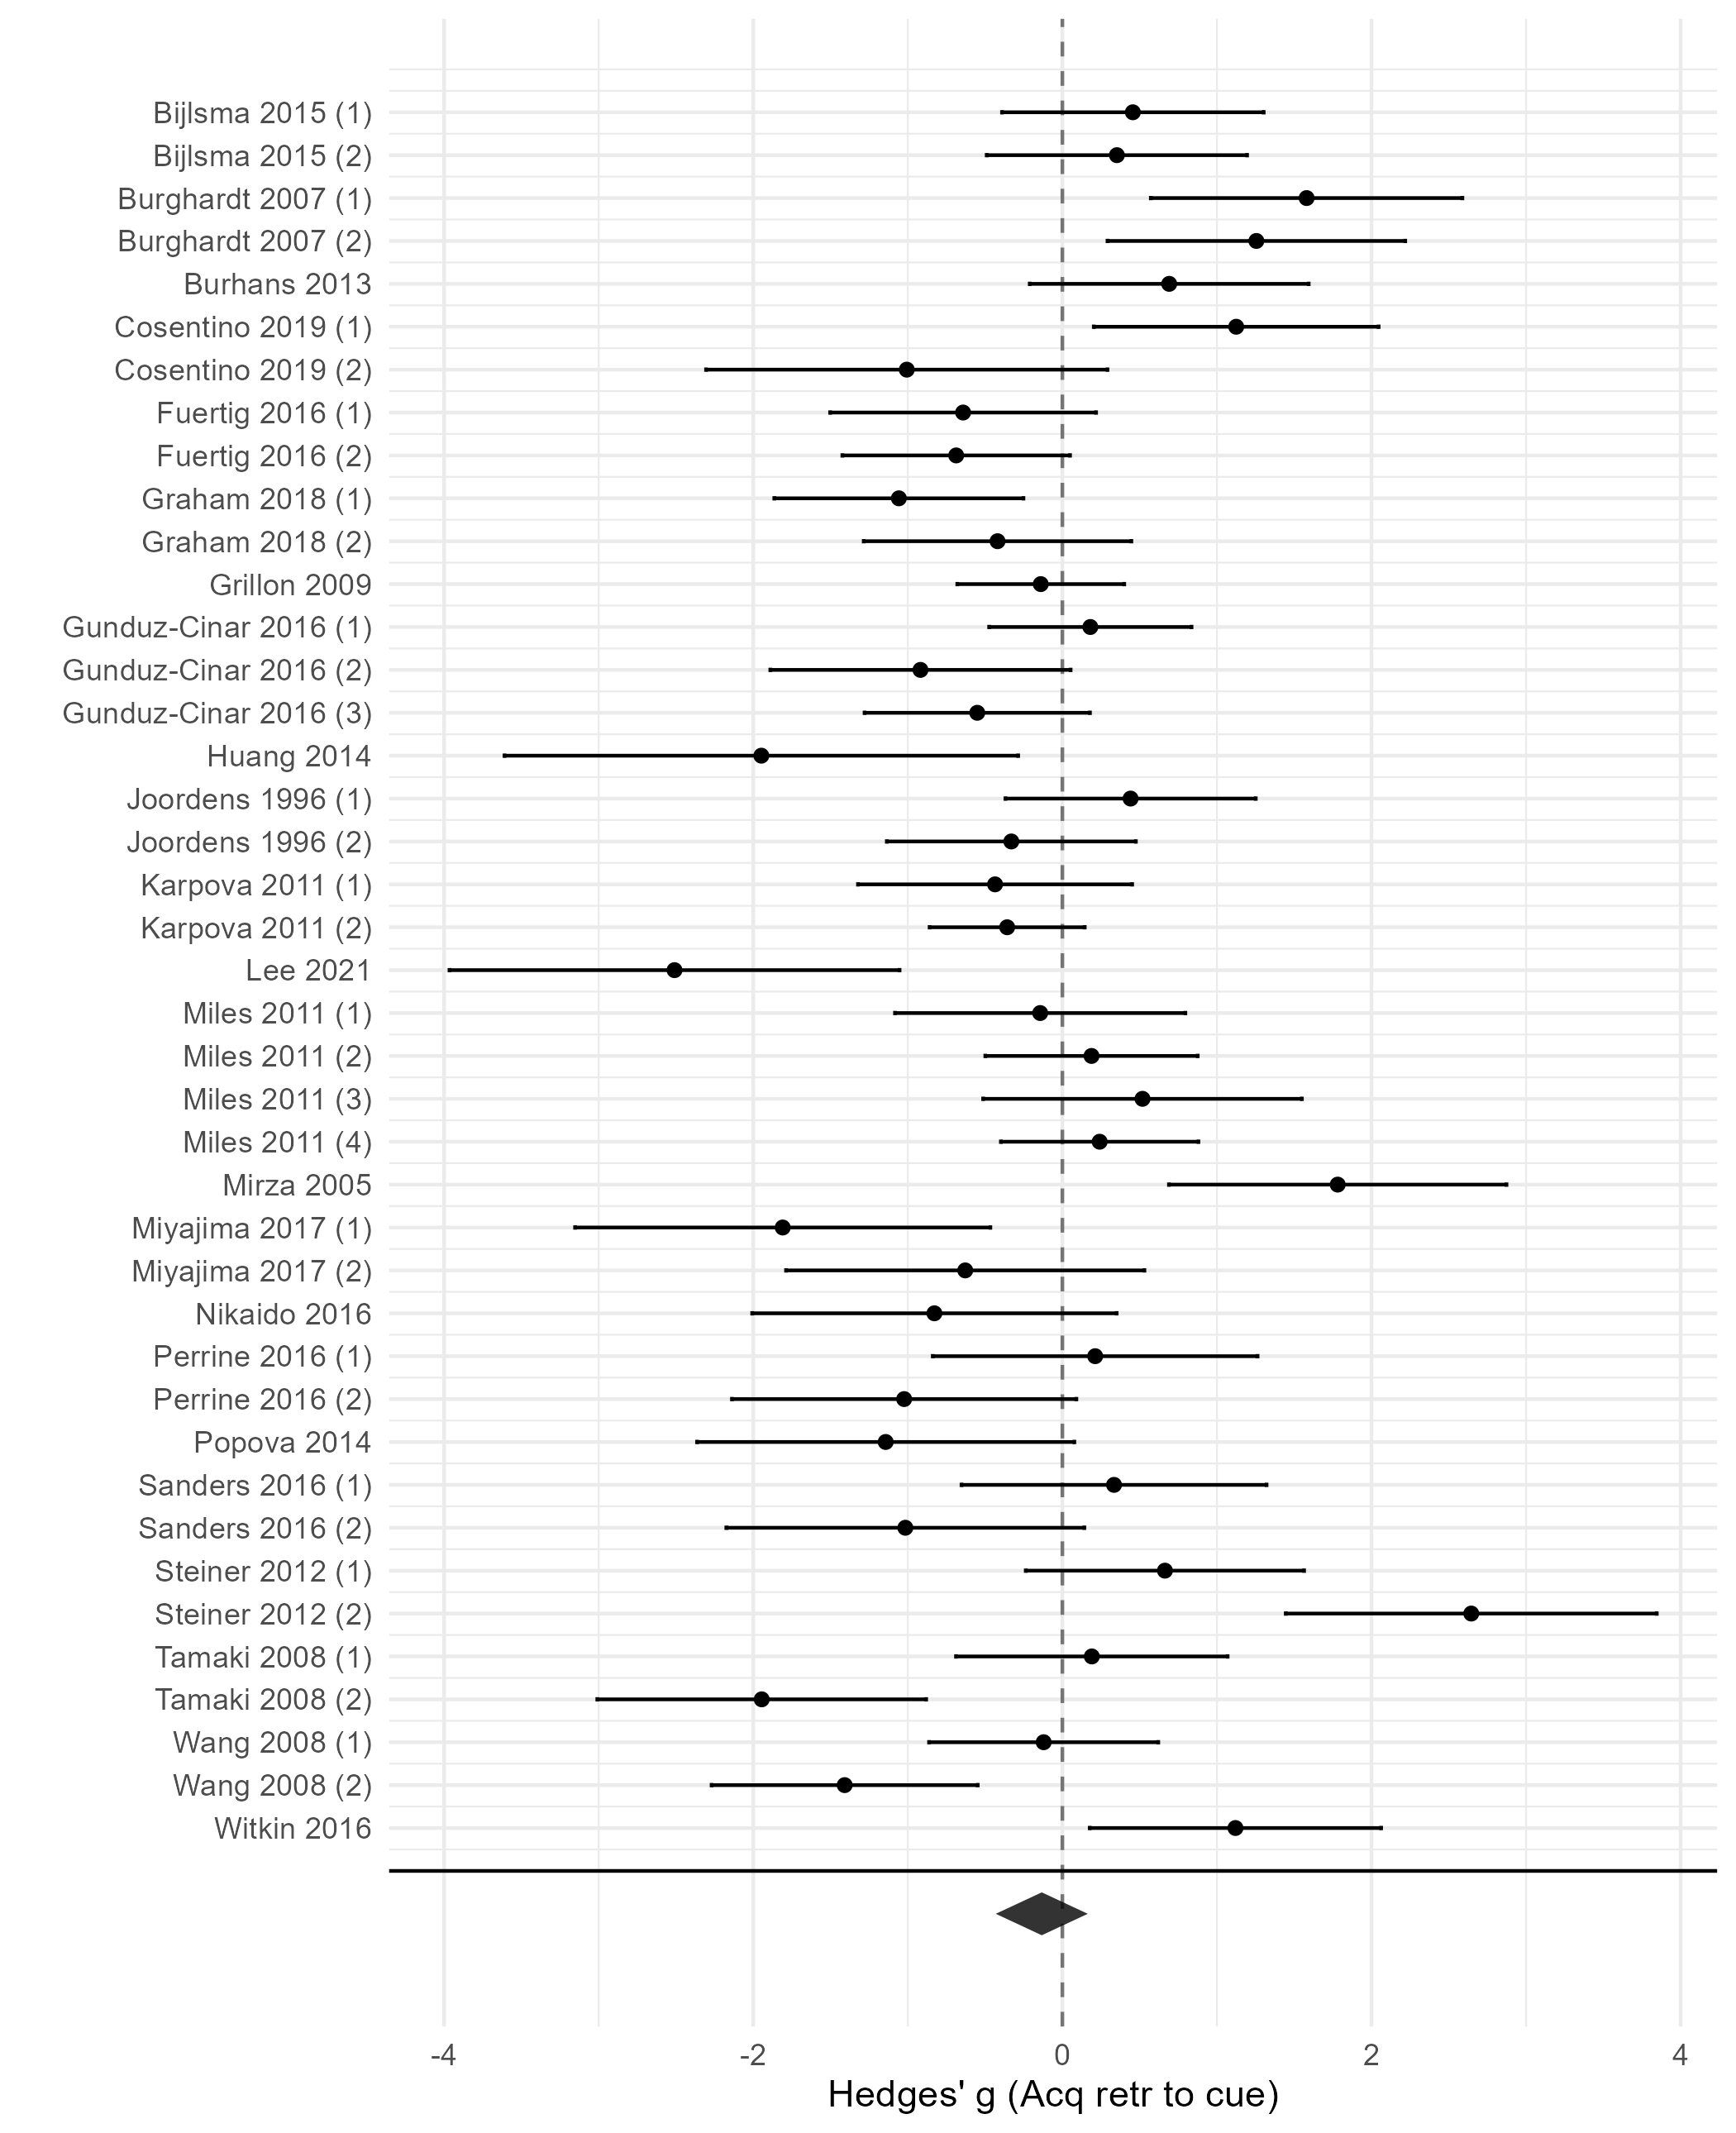 Bijlsma 2015 (1)
Bijlsma 2015 (2)
Burghardt 2007 (1)
Burghardt 2007 (2)
Burhans 2013
Cosentino 2019 (1)
Cosentino 2019 (2)
Fuertig 2016 (1)
Fuertig 2016 (2)
Graham 2018 (1)
Graham 2018 (2)
Grillon 2009
Gunduz-Cinar 2016 (1)
Gunduz-Cinar 2016 (2)
Gunduz-Cinar 2016 (3)
Huang 2014
Joordens 1996 (1)
Joordens 1996 (2)
Karpova 2011 (1)
Karpova 2011 (2)
Lee 2021
Miles 2011 (1)
Miles 2011 (2)
Miles 2011 (3)
Miles 2011 (4)
Mirza 2005
Miyajima 2017 (1)
Miyajima 2017 (2)
Nikaido 2016
Perrine 2016 (1)
Perrine 2016 (2)
Popova 2014
Sanders 2016 (1)
Sanders 2016 (2)
Steiner 2012 (1)
Steiner 2012 (2)
Tamaki 2008 (1)
Tamaki 2008 (2)
Wang 2008 (1)
Wang 2008 (2)
Witkin 2016
-4 -2 0 2 4
Hedges' g (Acq retr to cue)